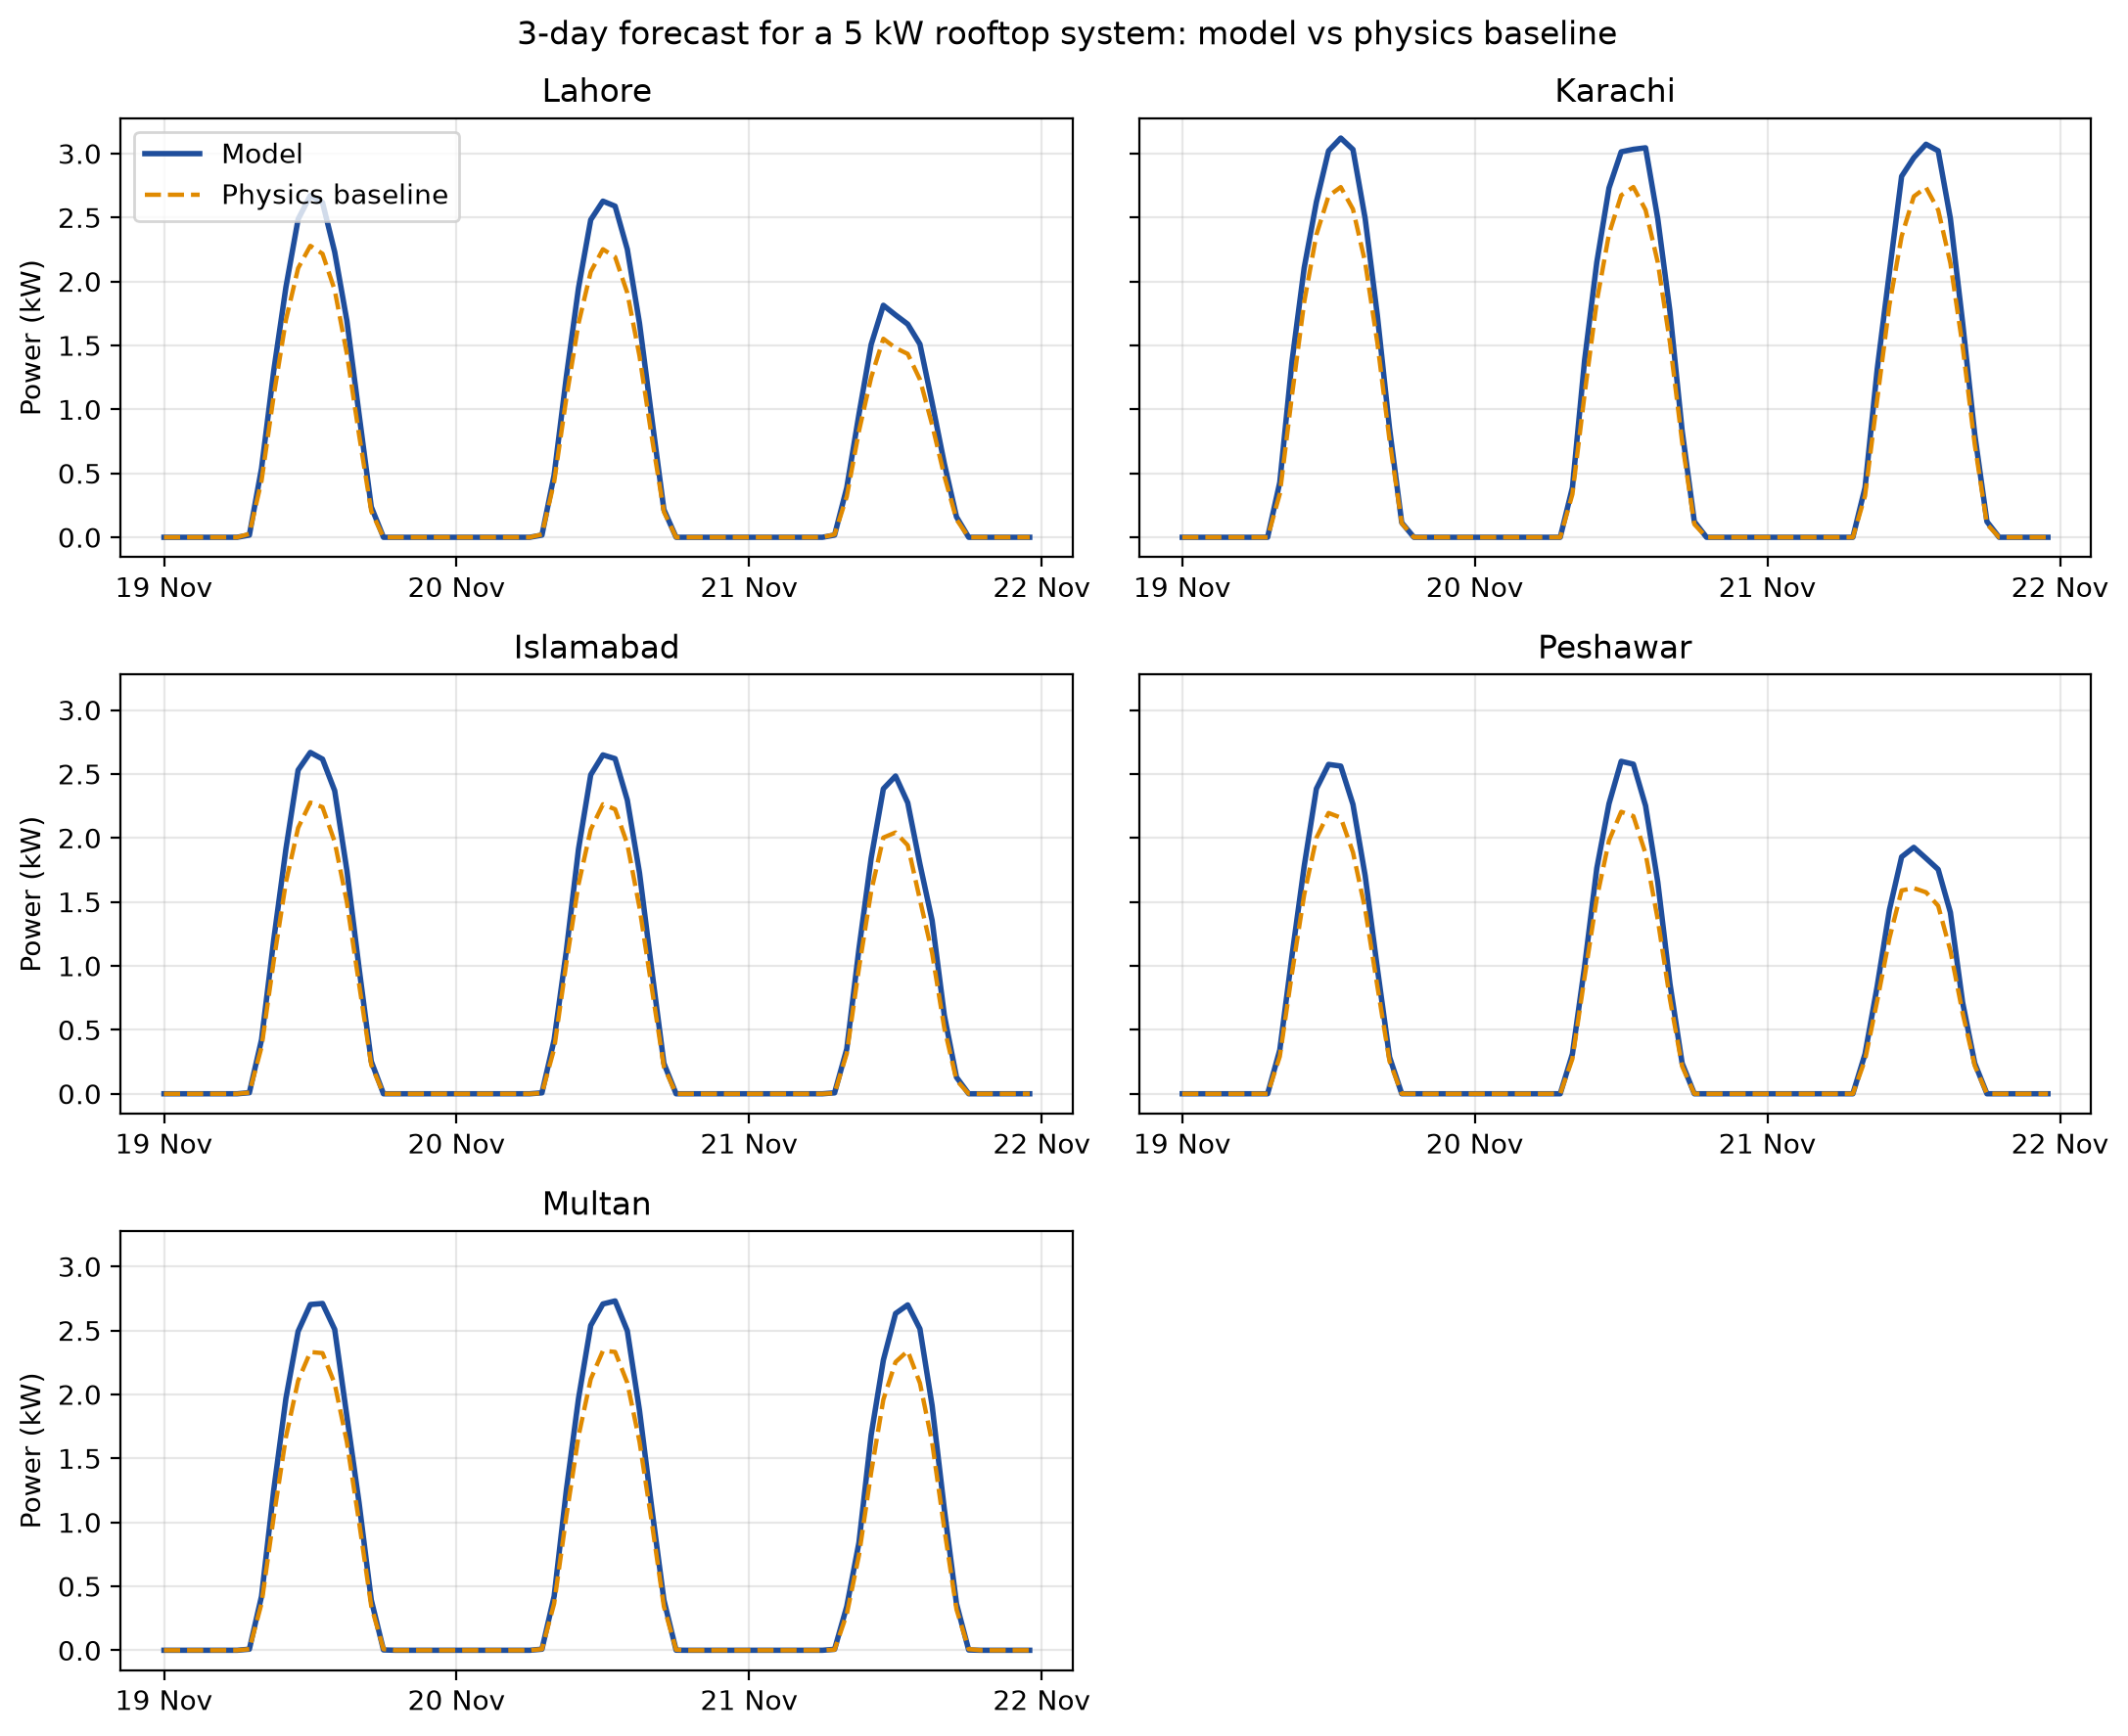 3-day forecast for a 5 kW rooftop system: model vs physics baseline
Lahore
Model
Physics baseline
Power (kW)
3.0
2.5
2.0
1.5
1.0
0.5
0.0
19 Nov 20 Nov 21 Nov 22 Nov
Karachi
19 Nov 20 Nov 21 Nov 22 Nov
Islamabad
Power (kW)
3.0
2.5
2.0
1.5
1.0
0.5
0.0
19 Nov 20 Nov 21 Nov 22 Nov
Peshawar
19 Nov 20 Nov 21 Nov 22 Nov
Multan
Power (kW)
3.0
2.5
2.0
1.5
1.0
0.5
0.0
19 Nov 20 Nov 21 Nov 22 Nov